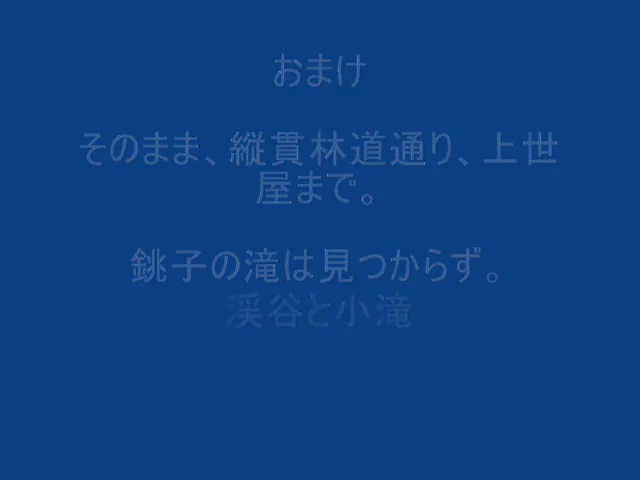 おまけ
そのまま、縦貫林道通り、上世
屋まで。
銚子の滝は見つからず。
渓谷と小滝